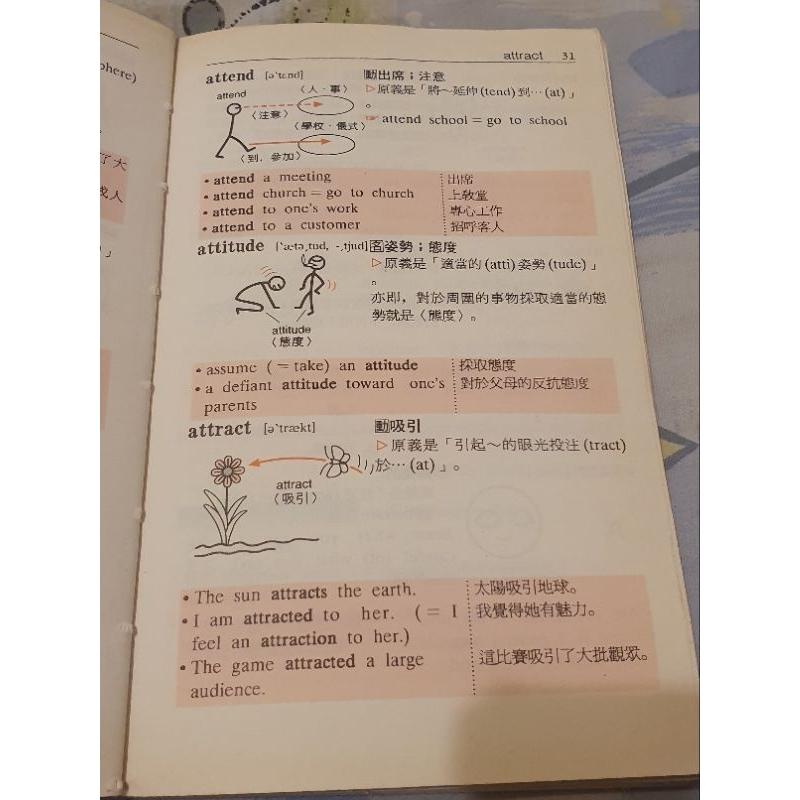 phere)
了大
成人
」
attract 31
attend [ə`tɛnd] 動出席；注意
▷原義是「將～延伸(tend)到…(at)」
。
☞ attend school = go to school
attend
〈人．事〉
〈注意〉
〈學校．儀式〉
〈到，參加〉
• attend a meeting 出席
• attend church = go to church 上教堂
• attend to one's work 專心工作
• attend to a customer 招呼客人
attitude [`ætə,tud, -,tjud] 名姿勢；態度
▷原義是「適當的(atti)姿勢(tude)」
。
亦即，對於周圍的事物採取適當的態
勢就是〈態度〉。
attitude
〈態度〉
• assume (=take) an attitude 採取態度
• a defiant attitude toward one's 對於父母的反抗態度
parents
attract [ə`trækt] 動吸引
▷原義是「引起～的眼光投注(tract)
於…(at)」。
attract
〈吸引〉
• The sun attracts the earth. 太陽吸引地球。
• I am attracted to her. (= I 我覺得她有魅力。
feel an attraction to her.)
• The game attracted a large 這比賽吸引了大批觀眾。
audience.